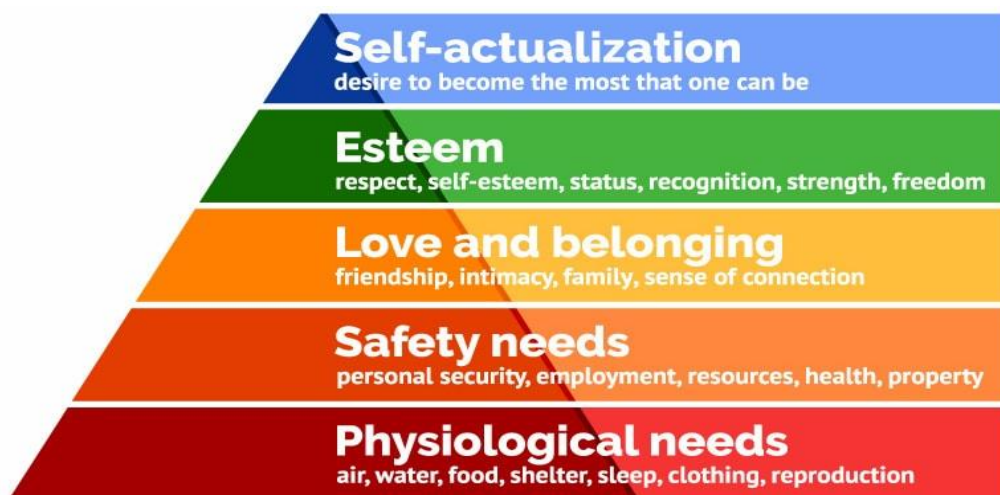 Self-actualization
desire to become the most that one can be
Esteem
respect, self-esteem, status, recognition, strength, freedom
Love and belonging
friendship, intimacy, family, sense of connection
Safety needs
personal security, employment, resources, health, property
Physiological needs
air, water, food, shelter, sleep, clothing, reproduction